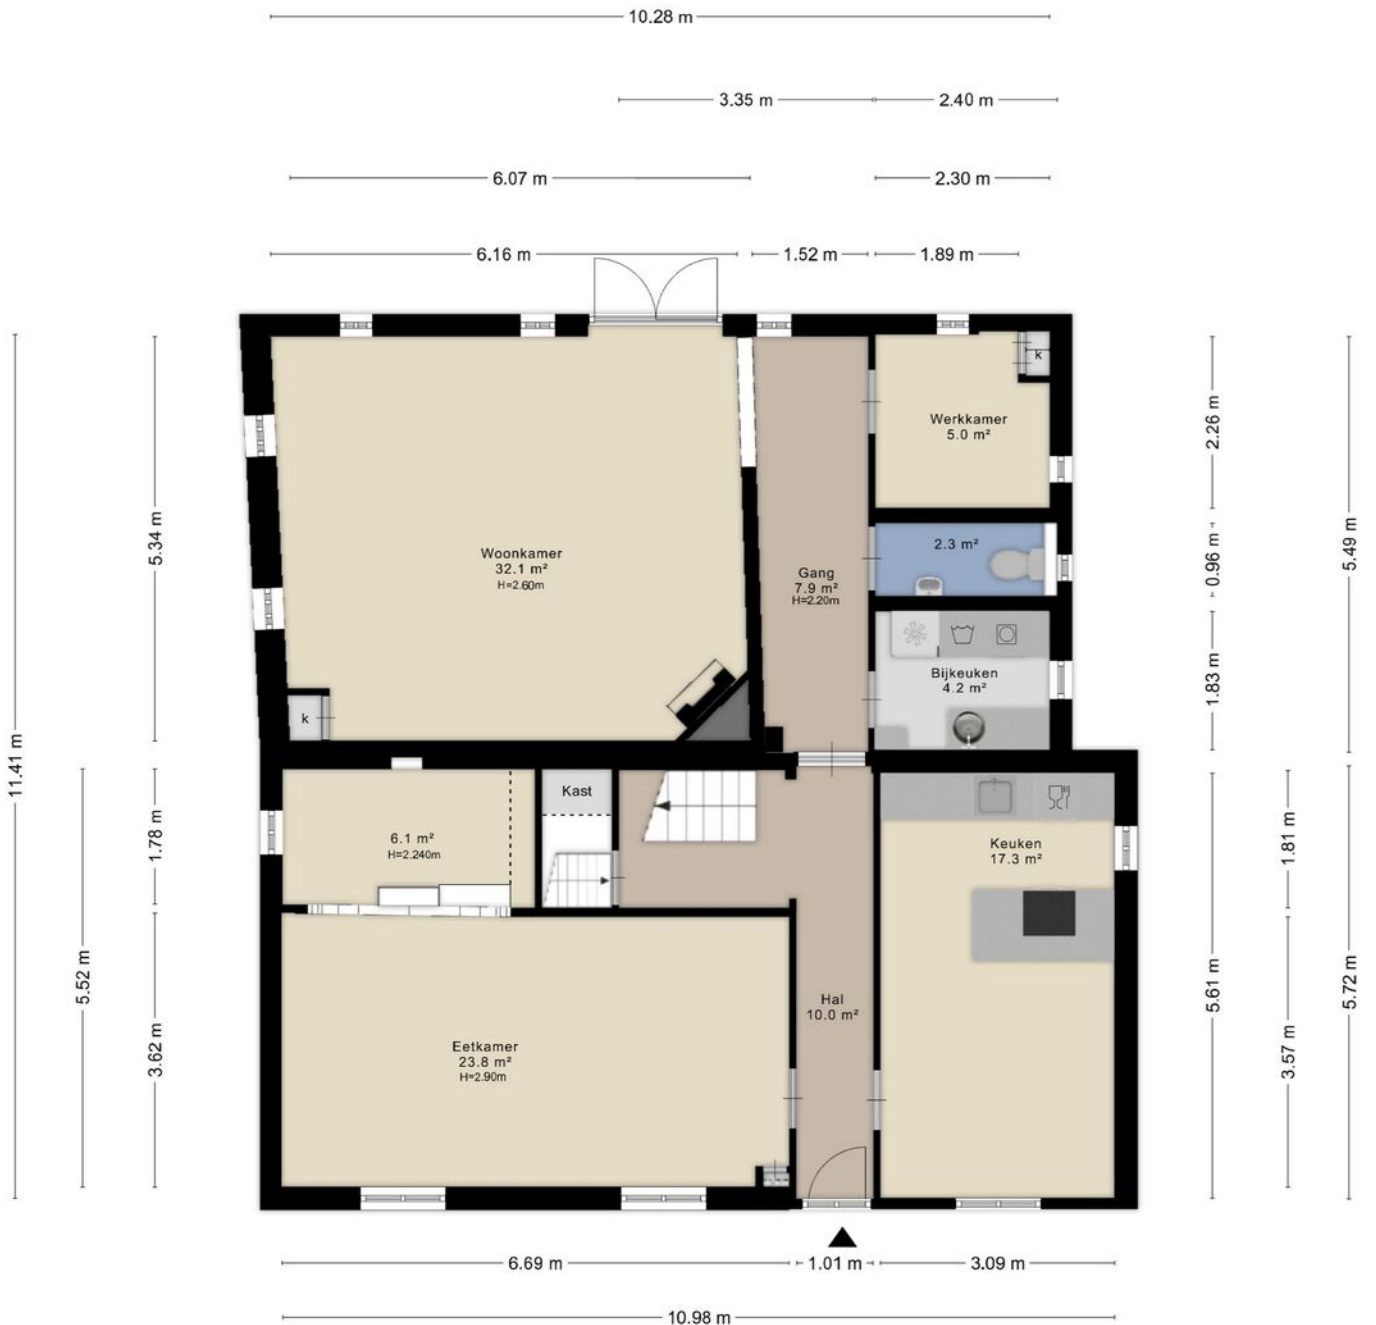 10.28 m
3.35 m
2.40 m
6.07 m
2.30 m
6.16 m
1.52 m
1.89 m
11.41 m
5.34 m
5.52 m
1.78 m
3.62 m
Woonkamer
32.1 m²
H=2.60m
k
Gang
7.9 m²
H=2.20m
Werkkamer
5.0 m²
k
2.3 m²
Bijkeuken
4.2 m²
6.1 m²
H=2.240m
Kast
Keuken
17.3 m²
Hal
10.0 m²
Eetkamer
23.8 m²
H=2.90m
2.26 m
0.96 m
1.83 m
5.49 m
1.81 m
5.61 m
3.57 m
5.72 m
6.69 m
1.01 m
3.09 m
10.98 m